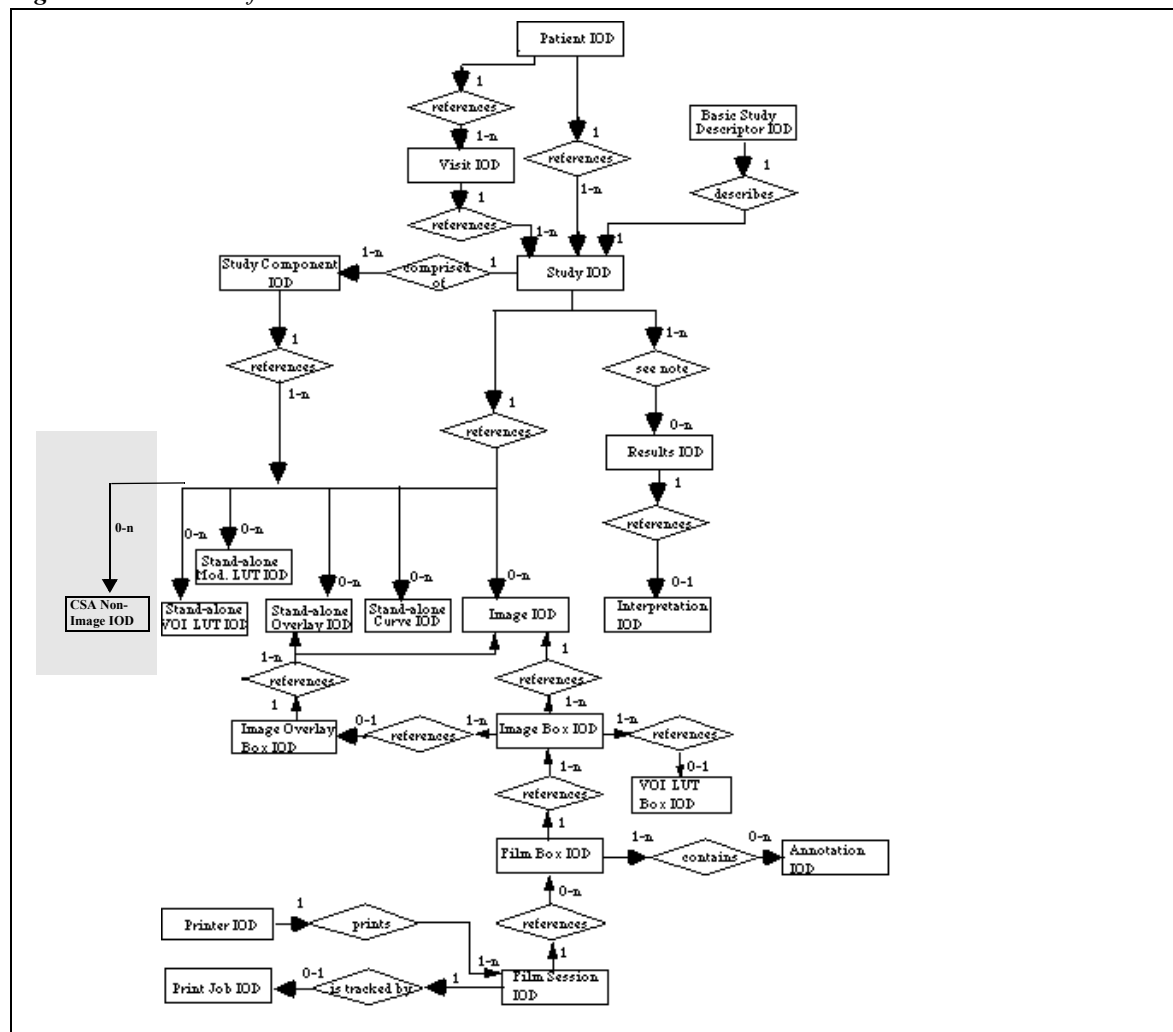 Patient IOD
1
1
references
1-n
Visit IOD
1
references
1-n
1
references
1-n
Basic Study
Descriptor IOD
1
describes
1
Study IOD
1
comprised
of
1-n
Study Component
IOD
1
references
1-n
1
references
1-n
see note
0-n
Results IOD
1
references
0-1
Interpretation
IOD
0-n
CSA Non-
Image IOD
0-n
Stand-alone
VOI LUT IOD
0-n
Stand-alone
Mod. LUT IOD
0-n
Stand-alone
Overlay IOD
0-n
Stand-alone
Curve IOD
0-n
Image IOD
1-n
references
1
Image Overlay
Box IOD
1
references
1-n
0-1
references
1-n
Image Box IOD
1-n
references
0-1
VOI LUT
Box IOD
1-n
references
1
Film Box IOD
1-n
contains
0-n
Annotation
IOD
0-n
references
1
Printer IOD
1
prints
1-n
Film Session
IOD
1
is tracked by
0-1
Print Job IOD